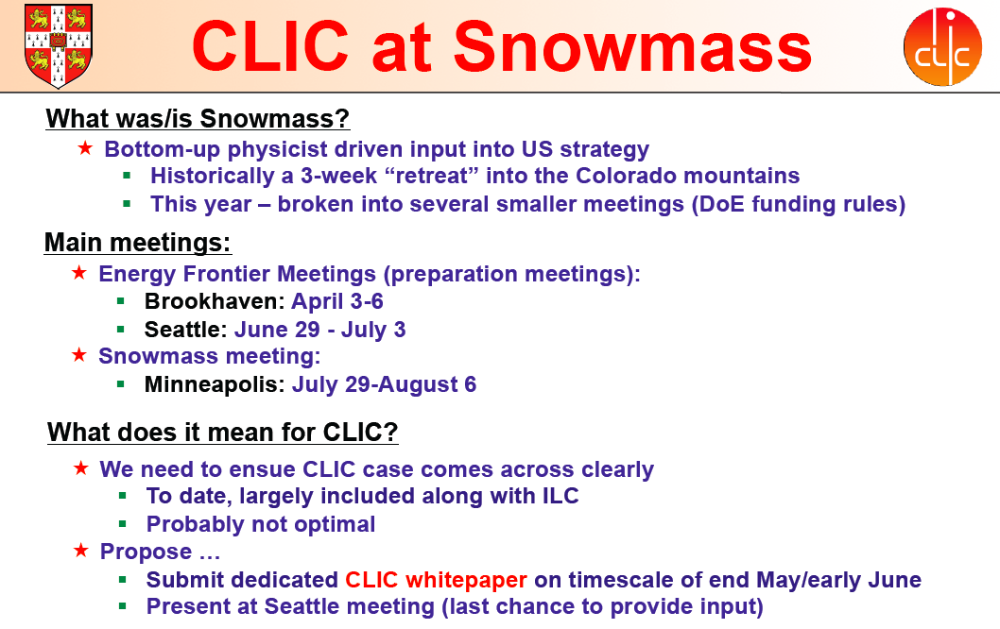 CLIC at Snowmass
clic
What was/is Snowmass?
★ Bottom-up physicist driven input into US strategy
▪ Historically a 3-week “retreat” into the Colorado mountains
▪ This year – broken into several smaller meetings (DoE funding rules)
Main meetings:
★ Energy Frontier Meetings (preparation meetings):
▪ Brookhaven: April 3-6
▪ Seattle: June 29 - July 3
★ Snowmass meeting:
▪ Minneapolis: July 29-August 6
What does it mean for CLIC?
★ We need to ensue CLIC case comes across clearly
▪ To date, largely included along with ILC
▪ Probably not optimal
★ Propose …
▪ Submit dedicated CLIC whitepaper on timescale of end May/early June
▪ Present at Seattle meeting (last chance to provide input)